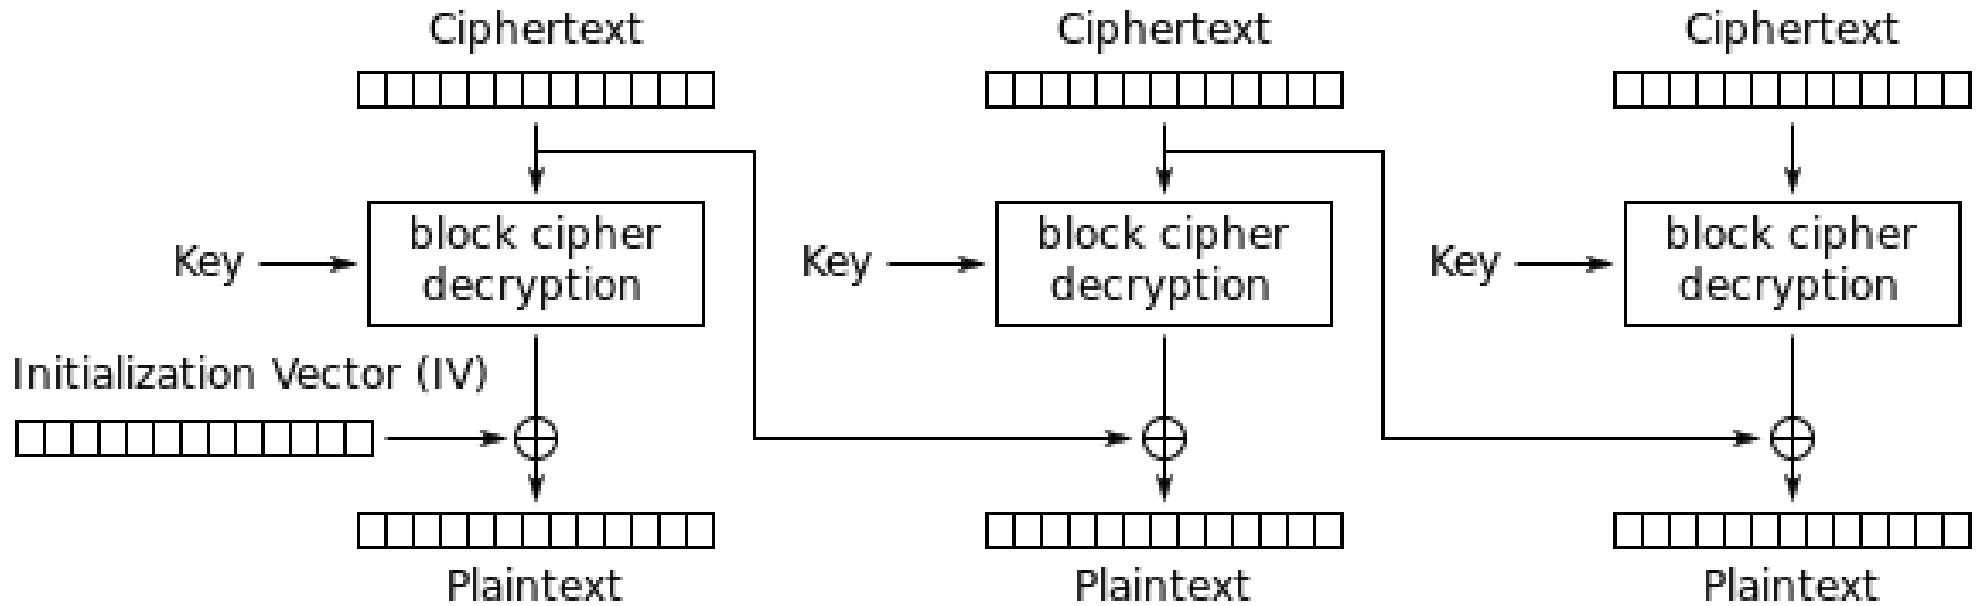 Ciphertext
Ciphertext
Ciphertext
Key
block cipher
decryption
Key
block cipher
decryption
Key
block cipher
decryption
Initialization Vector (IV)
Plaintext
Plaintext
Plaintext